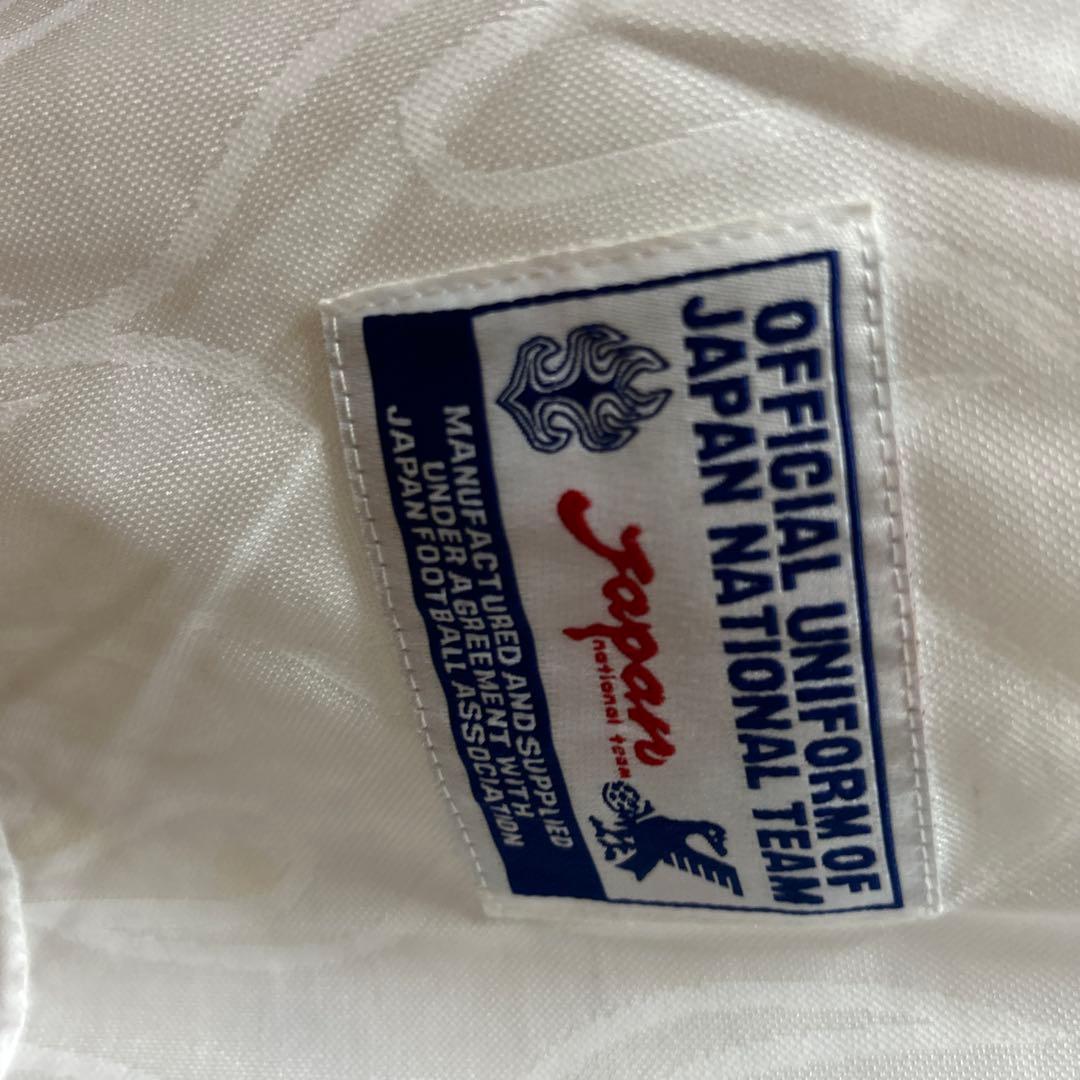 OFFICIAL UNIFORM OF
JAPAN NATIONAL TEAM
Japan
national team
MANUFACTURED AND SUPPLIED
UNDER AGREEMENT WITH
JAPAN FOOTBALL ASSOCIATION